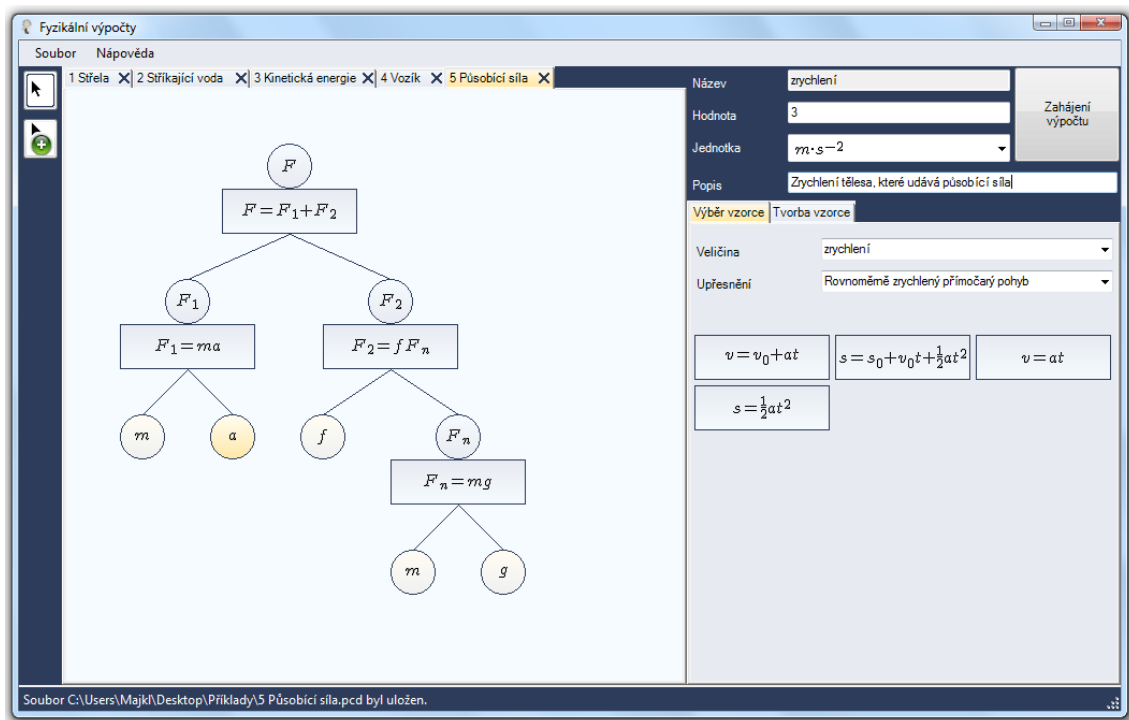 Fyzikální výpočty
Soubor Nápověda
1 Střela 2 Stříkající voda 3 Kinetická energie 4 Vozík 5 Působící síla
F
F = F₁ + F₂
F₁ F₂
F₁ = ma F₂ = fFₙ
m a f Fₙ
Fₙ = mg
m g
Název zrychlení
Hodnota 3
Jednotka m·s−2
Popis Zrychlení tělesa, které udává působící síla
Zahájení
výpočtu
Výběr vzorce Tvorba vzorce
Veličina zrychlení
Upřesnění Rovnoměrně zrychlený přímočarý pohyb
v = v₀ + at s = s₀ + v₀t + ½at² v = at
s = ½at²
Soubor C:\Users\Majkl\Desktop\Příklady\5 Působící síla.pcd byl uložen.